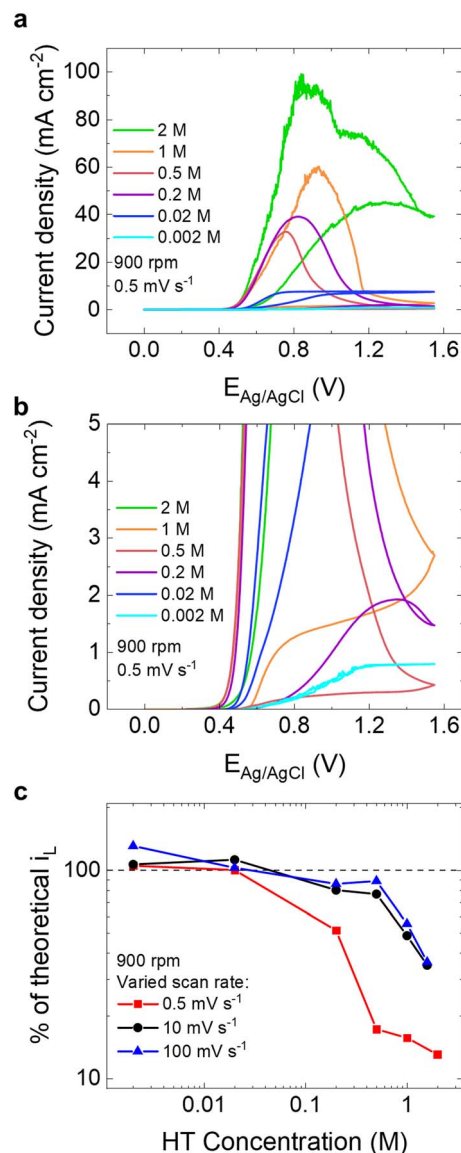 a
Current density (mA cm⁻²)
100
80
60
40
20
0
2 M
1 M
0.5 M
0.2 M
0.02 M
0.002 M
900 rpm
0.5 mV s⁻¹
0.0 0.4 0.8 1.2 1.6
E_Ag/AgCl (V)
b
Current density (mA cm⁻²)
5
4
3
2
1
0
2 M
1 M
0.5 M
0.2 M
0.02 M
0.002 M
900 rpm
0.5 mV s⁻¹
0.0 0.4 0.8 1.2 1.6
E_Ag/AgCl (V)
c
% of theoretical i_L
100
10
900 rpm
Varied scan rate:
0.5 mV s⁻¹
10 mV s⁻¹
100 mV s⁻¹
0.01 0.1 1
HT Concentration (M)